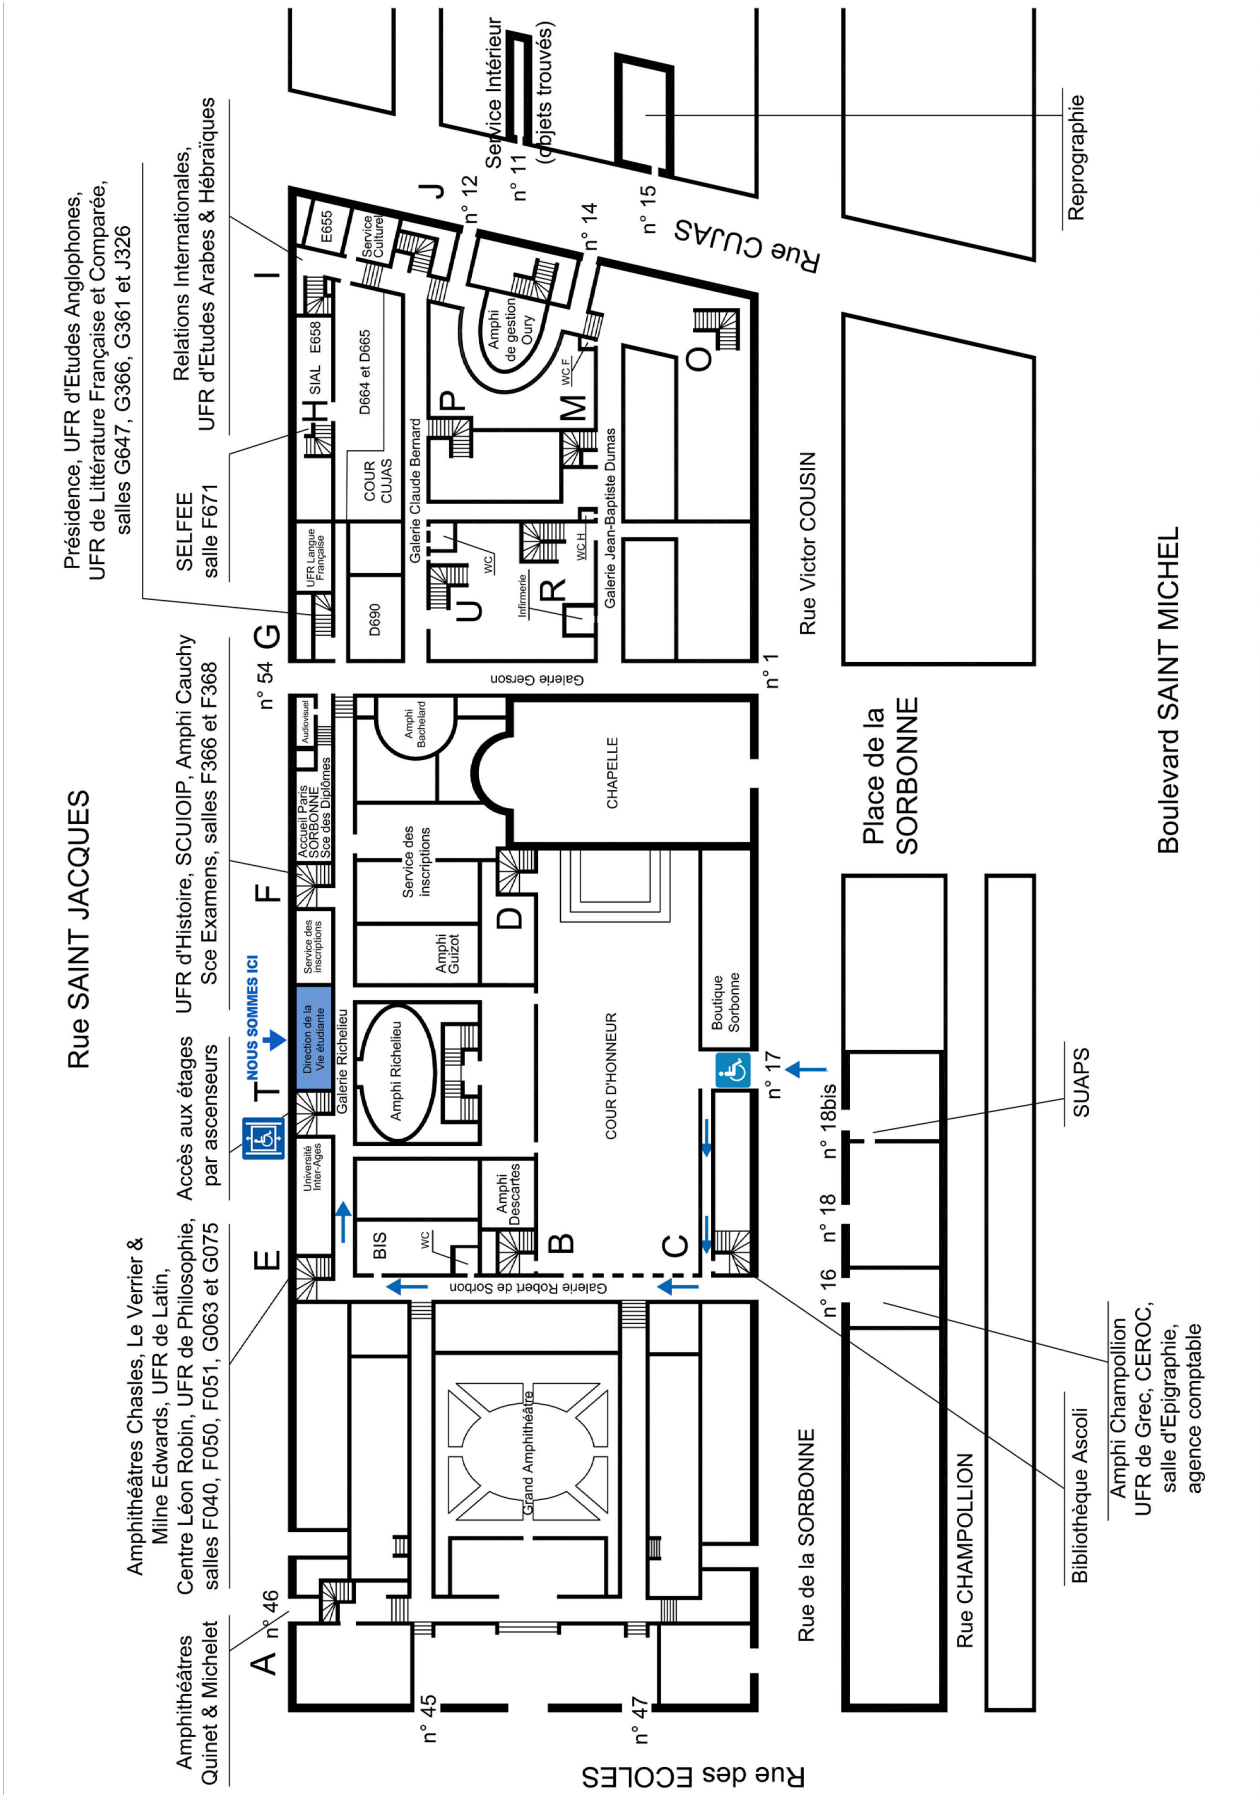 Rue SAINT JACQUES
Amphithéâtres
Quinet & Michelet
Amphithéâtres Chasles, Le Verrier &
Milne Edwards, UFR de Latin,
Centre Léon Robin, UFR de Philosophie,
salles F040, F050, F051, G063 et G075
Accès aux étages
par ascenseurs
NOUS SOMMES ICI
UFR d'Histoire, SCUIOIP, Amphi Cauchy
Sce Examens, salles F366 et F368
Présidence, UFR d'Etudes Anglophones,
UFR de Littérature Française et Comparée,
salles G647, G366, G361 et J326
SELFEE
salle F671
Relations Internationales,
UFR d'Etudes Arabes & Hébraïques
A
n° 46
E
T
F
n° 54
G
H
I
J
Université
Inter-Ages
Direction de la
Vie étudiante
Service des
inscriptions
Accueil Paris
SORBONNE
Sce des Diplômes
Audiovisuel
UFR Langue
Française
SIAL
E658
E655
Service
Culturel
Galerie Richelieu
BIS
WC
Amphi Richelieu
Amphi
Guizot
Service des
inscriptions
Amphi
Bachelard
D690
COUR
CUJAS
D664 et D665
Galerie Claude Bernard
Amphi
Descartes
B
D
U
WC
P
R
Infirmerie
WC H
M
WC F
Amphi
de gestion
Oury
O
Galerie Jean-Baptiste Dumas
Galerie Gerson
Galerie Robert de Sorbon
Grand Amphithéâtre
COUR D'HONNEUR
CHAPELLE
C
Boutique
Sorbonne
n° 45
n° 47
Rue des ECOLES
n° 12
n° 11
n° 14
n° 15
Service Intérieur
(objets trouvés)
Rue CUJAS
Reprographie
n° 17
n° 1
Rue de la SORBONNE
n° 16
n° 18
n° 18bis
Place de la
SORBONNE
Rue Victor COUSIN
Rue CHAMPOLLION
Bibliothèque Ascoli
Amphi Champollion
UFR de Grec, CEROC,
salle d'Epigraphie,
agence comptable
SUAPS
Boulevard SAINT MICHEL